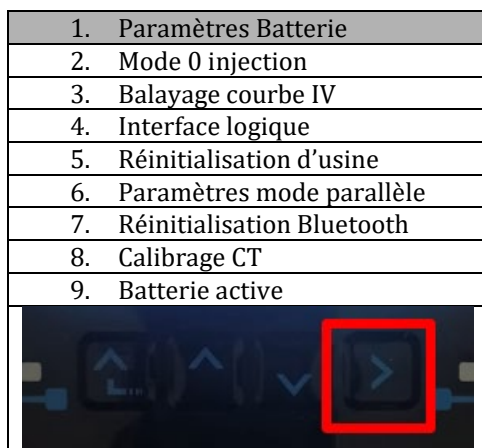 1. Paramètres Batterie
2. Mode 0 injection
3. Balayage courbe IV
4. Interface logique
5. Réinitialisation d'usine
6. Paramètres mode parallèle
7. Réinitialisation Bluetooth
8. Calibrage CT
9. Batterie active